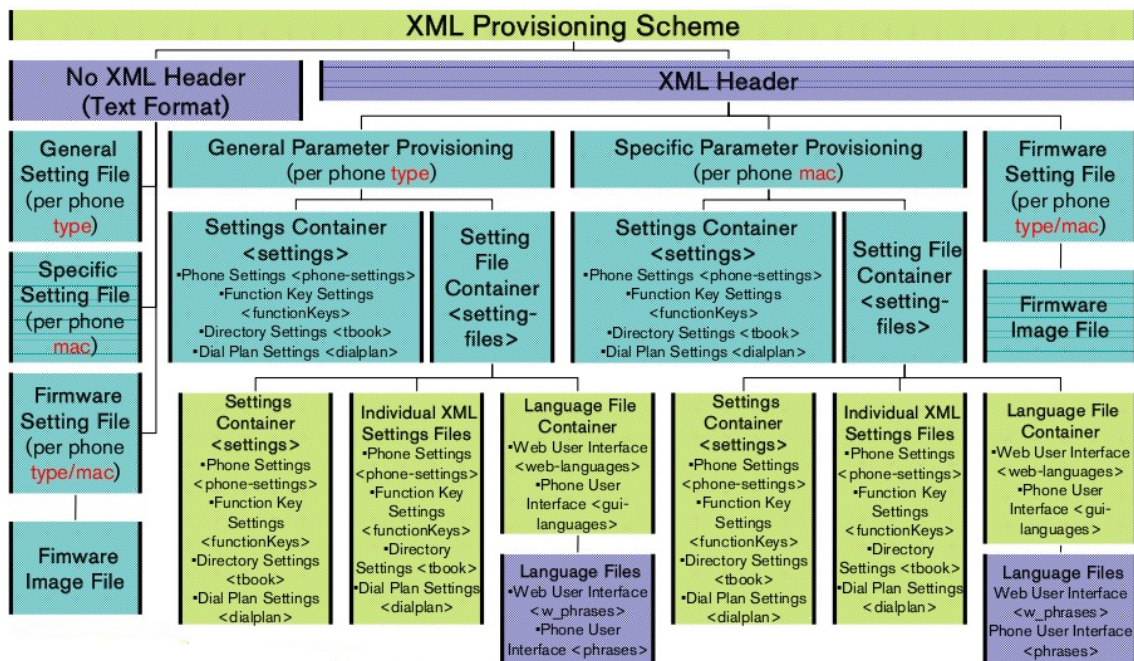 XML Provisioning Scheme
No XML Header
(Text Format)
XML Header
General
Setting File
(per phone
type)
Specific
Setting File
(per phone
mac)
Firmware
Setting File
(per phone
type/mac)
Fimware
Image File
General Parameter Provisioning
(per phone type)
Settings Container
<settings>
▪Phone Settings <phone-settings>
▪Function Key Settings
<functionKeys>
▪Directory Settings <tbook>
▪Dial Plan Settings <dialplan>
Setting
File
Container
<setting-
files>
Settings
Container
<settings>
▪Phone Settings
<phone-settings>
▪Function Key
Settings
<functionKeys>
▪Directory Settings
<tbook>
▪Dial Plan Settings
<dialplan>
Individual XML
Settings Files
▪Phone Settings
<phone-settings>
▪Function Key
Settings
<functionKeys>
▪Directory
Settings <tbook>
▪Dial Plan Settings
<dialplan>
Language File
Container
▪Web User Interface
<web-languages>
▪Phone User
Interface <gui-
languages>
Language Files
▪Web User Interface
<w_phrases>
▪Phone User
Interface <phrases>
Specific Parameter Provisioning
(per phone mac)
Settings Container
<settings>
▪Phone Settings <phone-settings>
▪Function Key Settings
<functionKeys>
▪Directory Settings <tbook>
▪Dial Plan Settings <dialplan>
Setting File
Container
<setting-
files>
Settings
Container
<settings>
▪Phone Settings
<phone-settings>
▪Function Key
Settings
<functionKeys>
▪Directory Settings
<tbook>
▪Dial Plan Settings
<dialplan>
Individual XML
Settings Files
▪Phone Settings
<phone-settings>
▪Function Key
Settings
<functionKeys>
▪Directory
Settings <tbook>
▪Dial Plan Settings
<dialplan>
Language File
Container
▪Web User Interface
<web-languages>
▪Phone User
Interface <gui-
languages>
Language Files
Web User Interface
<w_phrases>
Phone User Interface
<phrases>
Firmware
Setting File
(per phone
type/mac)
Firmware
Image File